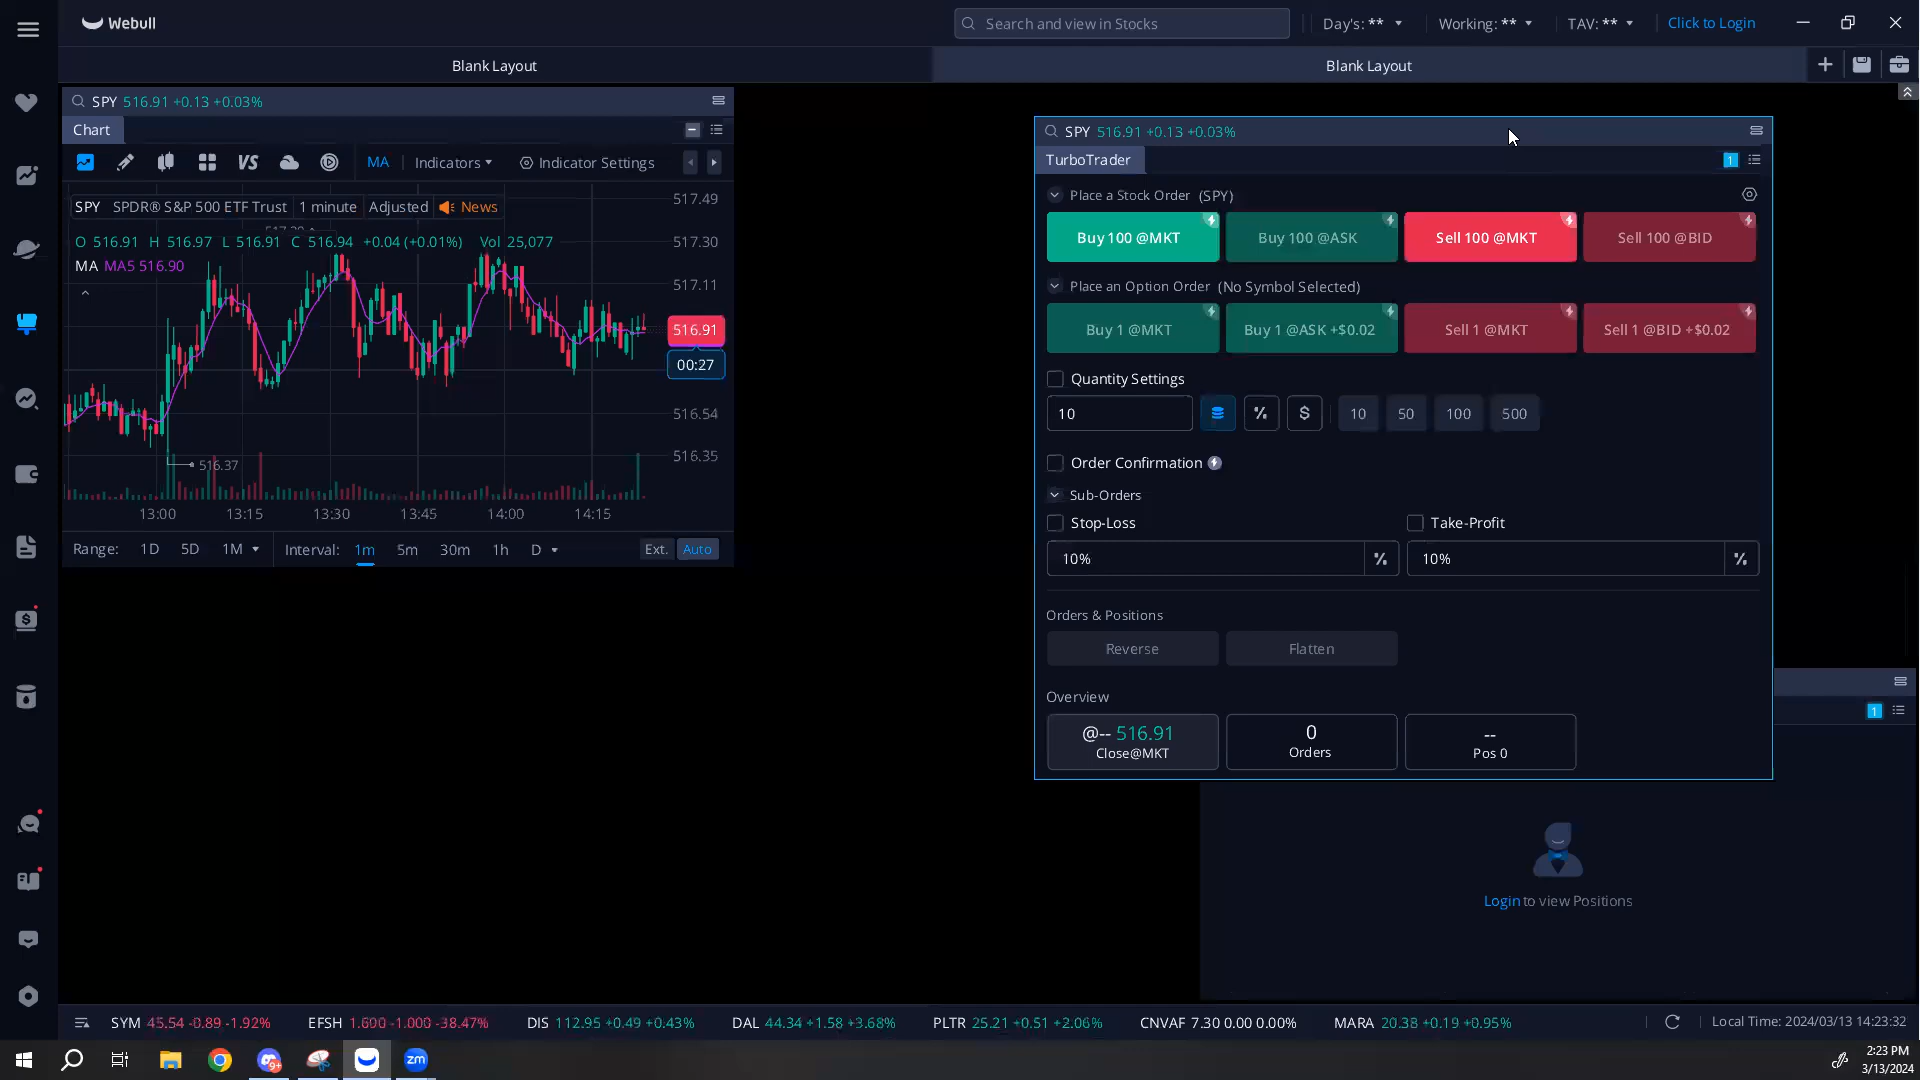 Webull
Search and view in Stocks
Day's: **
Working: **
TAV: **
Click to Login
Blank Layout
Blank Layout
SPY 516.91 +0.13 +0.03%
Chart
VS
MA
Indicators
Indicator Settings
SPY SPDR® S&P 500 ETF Trust 1 minute Adjusted News
O 516.91 H 516.97 L 516.91 C 516.94 +0.04 (+0.01%) Vol 25,077
MA MA5 516.90
517.49
517.30
517.11
516.91
00:27
516.54
516.35
516.37
13:00 13:15 13:30 13:45 14:00 14:15
Range: 1D 5D 1M Interval: 1m 5m 30m 1h D Ext. Auto
SPY 516.91 +0.13 +0.03%
TurboTrader
1
Place a Stock Order (SPY)
Buy 100 @MKT
Buy 100 @ASK
Sell 100 @MKT
Sell 100 @BID
Place an Option Order (No Symbol Selected)
Buy 1 @MKT
Buy 1 @ASK +$0.02
Sell 1 @MKT
Sell 1 @BID +$0.02
Quantity Settings
10 % $ 10 50 100 500
Order Confirmation
Sub-Orders
Stop-Loss
Take-Profit
10% %
10% %
Orders & Positions
Reverse
Flatten
Overview
@-- 516.91
Close@MKT
0
Orders
--
Pos 0
1
Login to view Positions
SYM 45.54 -0.89 -1.92%
EFSH 1.600 -1.000 -38.47%
DIS 112.95 +0.49 +0.43%
DAL 44.34 +1.58 +3.68%
PLTR 25.21 +0.51 +2.06%
CNVAF 7.30 0.00 0.00%
MARA 20.38 +0.19 +0.95%
Local Time: 2024/03/13 14:23:32
9+
zm
2:23 PM
3/13/2024